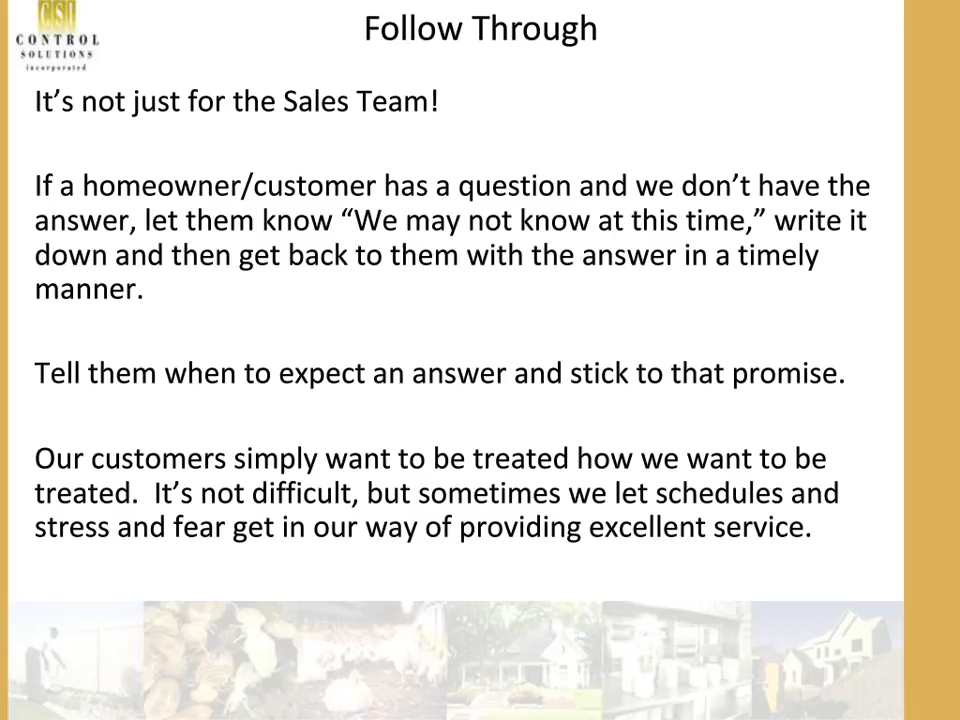 CSI
CONTROL
SOLUTIONS
incorporated
Follow Through
It’s not just for the Sales Team!
If a homeowner/customer has a question and we don’t have the
answer, let them know “We may not know at this time,” write it
down and then get back to them with the answer in a timely
manner.
Tell them when to expect an answer and stick to that promise.
Our customers simply want to be treated how we want to be
treated.  It’s not difficult, but sometimes we let schedules and
stress and fear get in our way of providing excellent service.